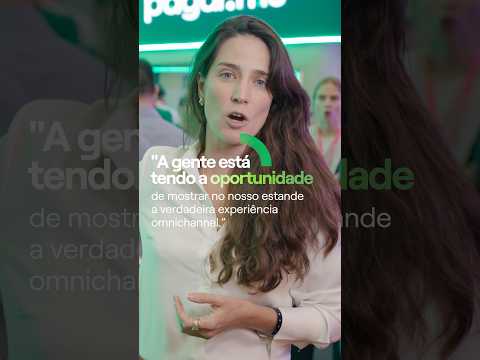 pagar.me
"A gente está
tendo a oportunidade
de mostrar no nosso estande
a verdadeira experiência
omnichannel."